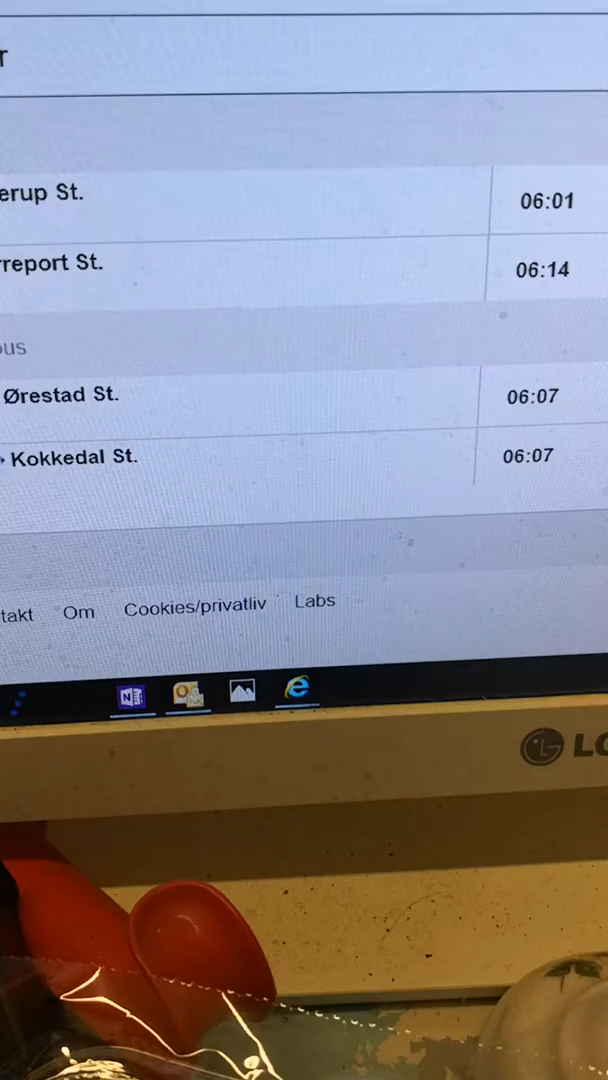 erup St. 06:01
rreport St. 06:14
ous
Ørestad St. 06:07
Kokkedal St. 06:07
takt Om Cookies/privatliv Labs
N
LG